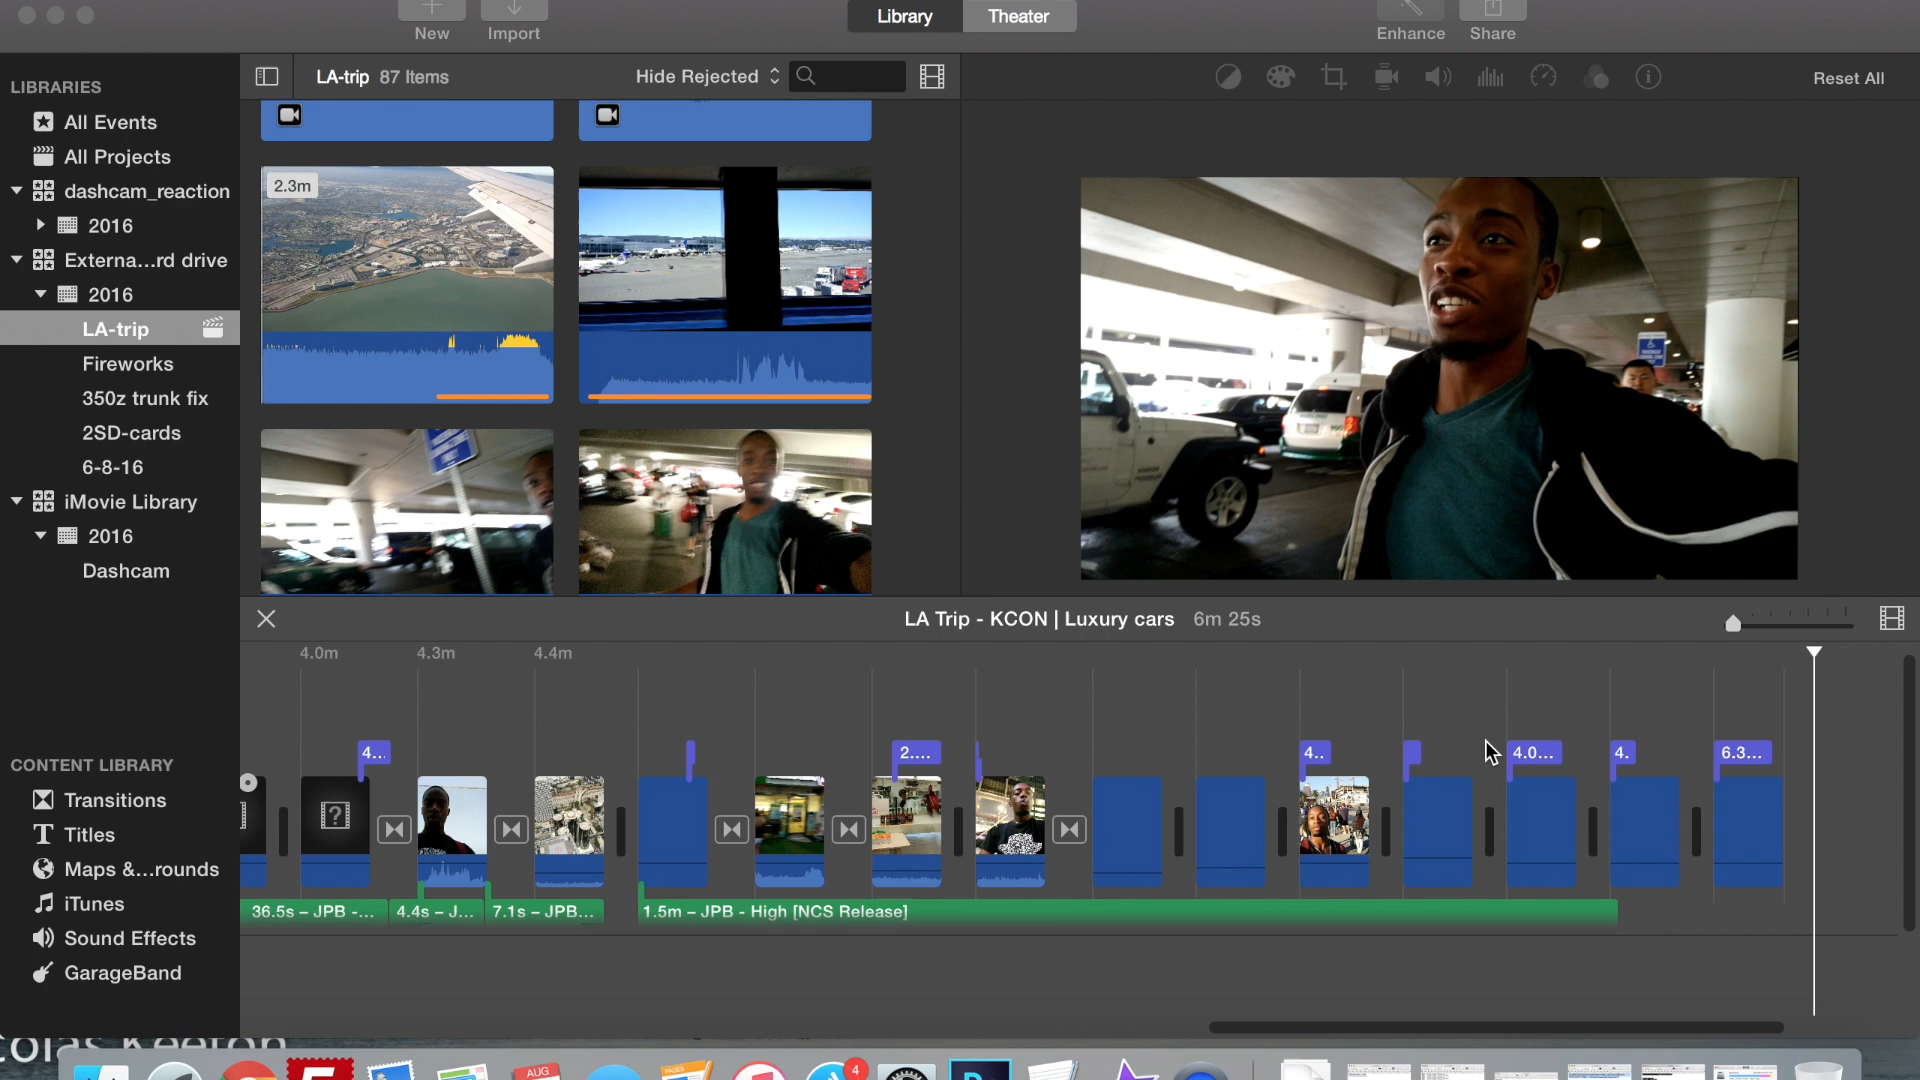 Library
Theater
New
Import
Enhance
Share
LA-trip 87 Items
Hide Rejected
Reset All
LIBRARIES
All Events
All Projects
dashcam_reaction
2016
Externa...rd drive
2016
LA-trip
Fireworks
350z trunk fix
2SD-cards
6-8-16
iMovie Library
2016
Dashcam
CONTENT LIBRARY
Transitions
Titles
Maps &...rounds
iTunes
Sound Effects
GarageBand
2.3m
LA Trip - KCON | Luxury cars 6m 25s
4.0m
4.3m
4.4m
4...
2....
4..
4.0...
4.
6.3...
36.5s – JPB -...
4.4s – J...
7.1s – JPB...
1.5m – JPB - High [NCS Release]
AUG
PAGES
4